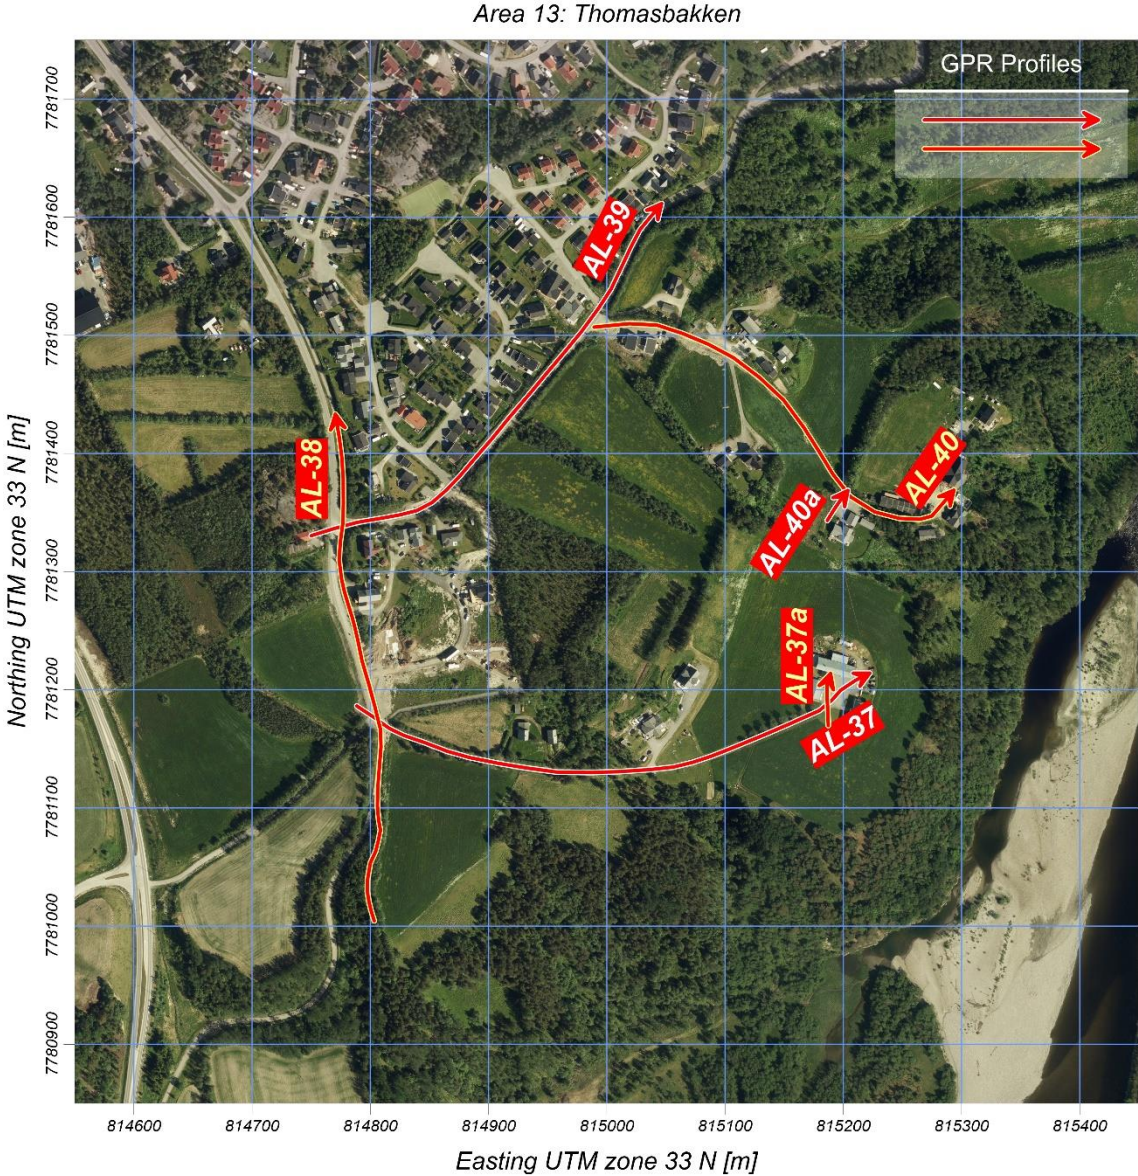 Area 13: Thomasbakken
GPR Profiles
7781700
7781600
7781500
7781400
7781300
7781200
7781100
7781000
7780900
Northing UTM zone 33 N [m]
AL-39
AL-38
AL-40
AL-40a
AL-37a
AL-37
814600 814700 814800 814900 815000 815100 815200 815300 815400
Easting UTM zone 33 N [m]